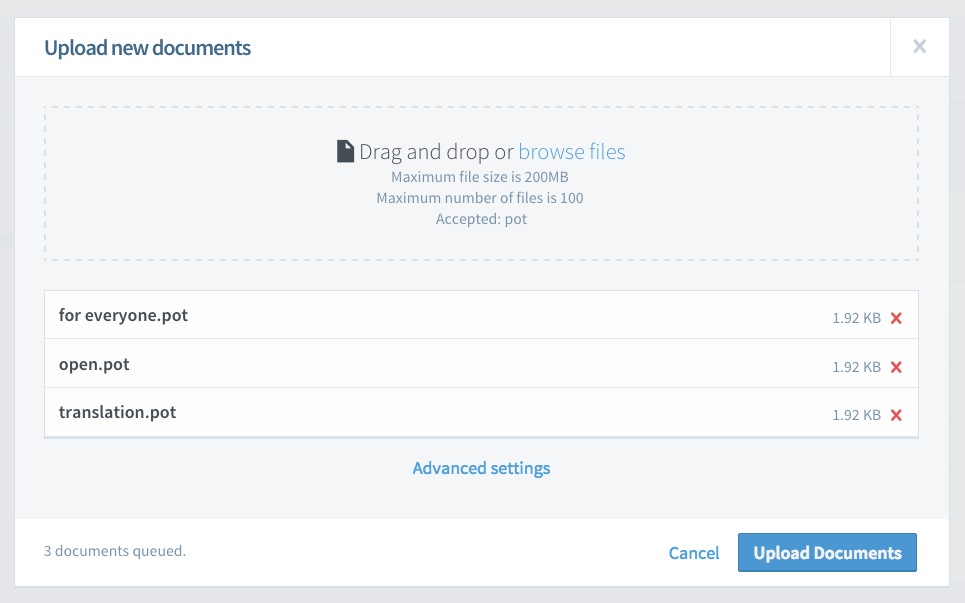 Upload new documents
Drag and drop or browse files
Maximum file size is 200MB
Maximum number of files is 100
Accepted: pot
for everyone.pot 1.92 KB
open.pot 1.92 KB
translation.pot 1.92 KB
Advanced settings
3 documents queued. Cancel Upload Documents